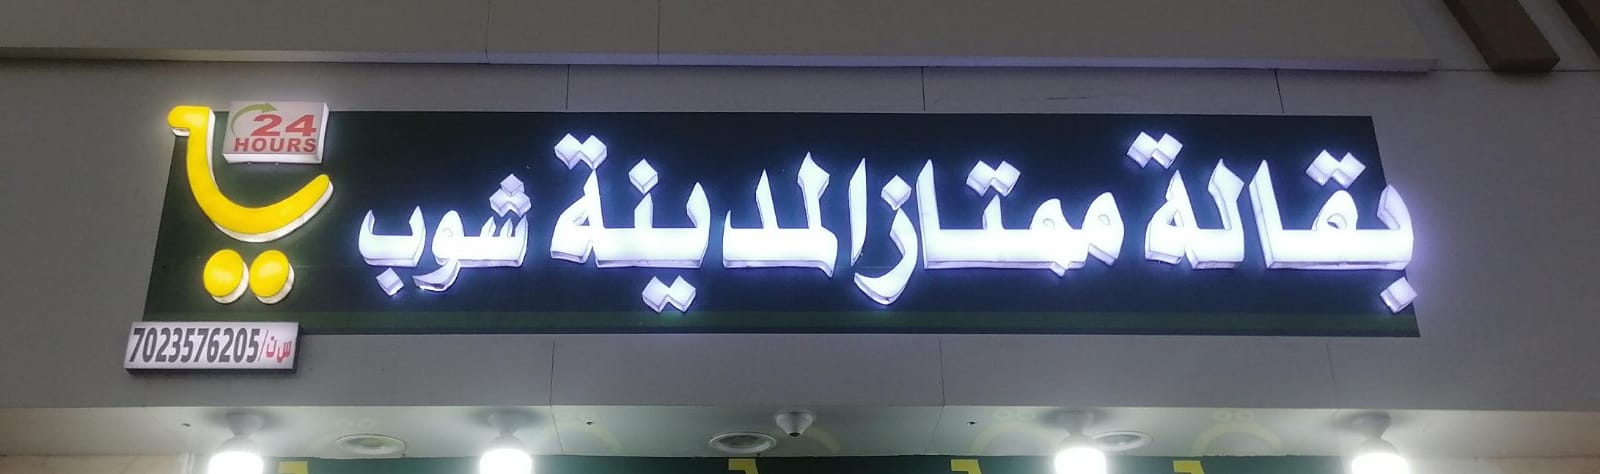 بقالة ممتاز المدينة شوب
24
HOURS
س ت/7023576205